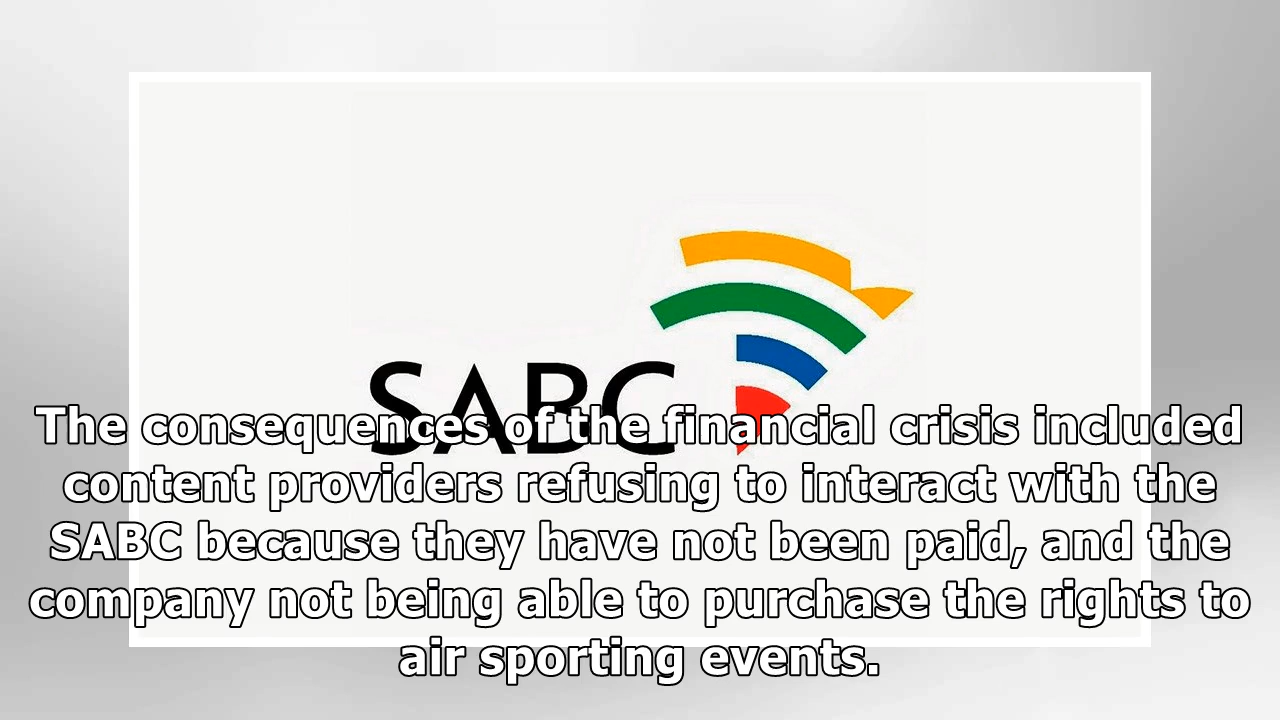 SABC
The consequences of the financial crisis included
content providers refusing to interact with the
SABC because they have not been paid, and the
company not being able to purchase the rights to
air sporting events.